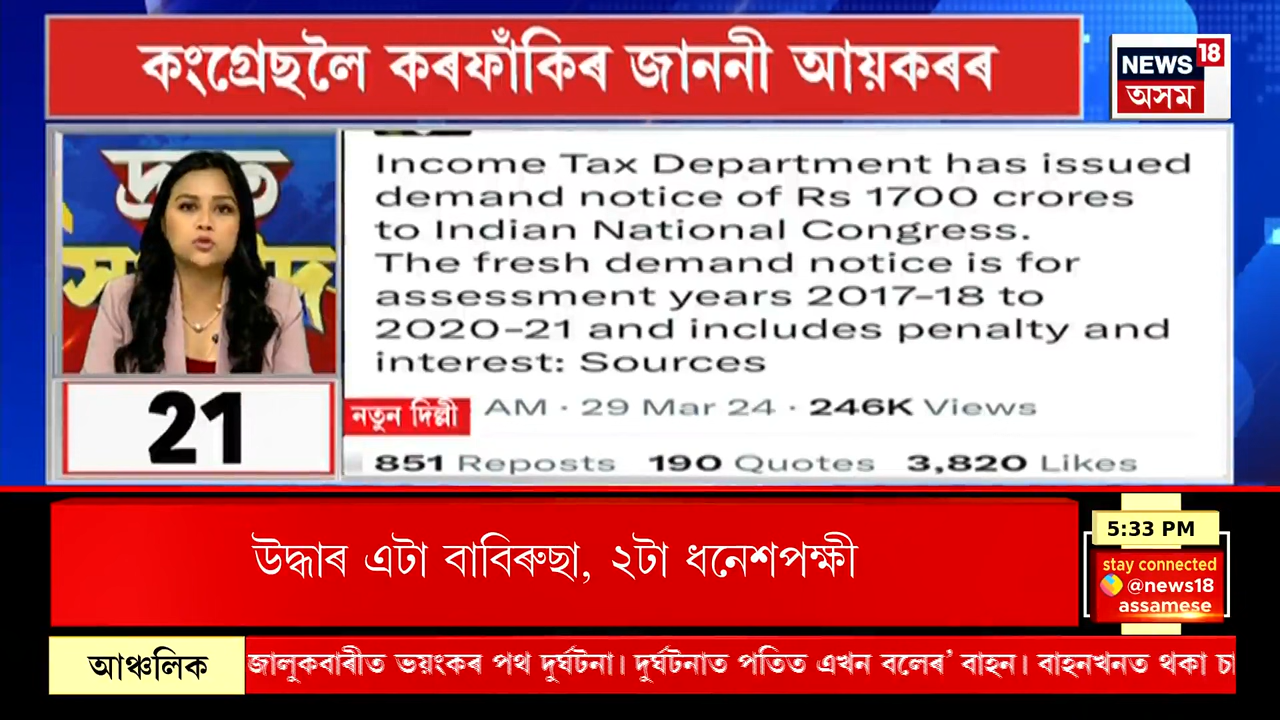 কংগ্ৰেছলৈ কৰফাঁকিৰ জাননী আয়কৰৰ
NEWS 18
অসম
Income Tax Department has issued
demand notice of Rs 1700 crores
to Indian National Congress.
The fresh demand notice is for
assessment years 2017-18 to
2020-21 and includes penalty and
interest: Sources
নতুন দিল্লী
AM · 29 Mar 24 · 246K Views
851 Reposts 190 Quotes 3,820 Likes
21
উদ্ধাৰ এটা বাবিৰুছা, ২টা ধনেশপক্ষী
5:33 PM
stay connected
@news18
assamese
আঞ্চলিক
জালুকবাৰীত ভয়ংকৰ পথ দুৰ্ঘটনা। দুৰ্ঘটনাত পতিত এখন বলেৰ' বাহন। বাহনখনত থকা